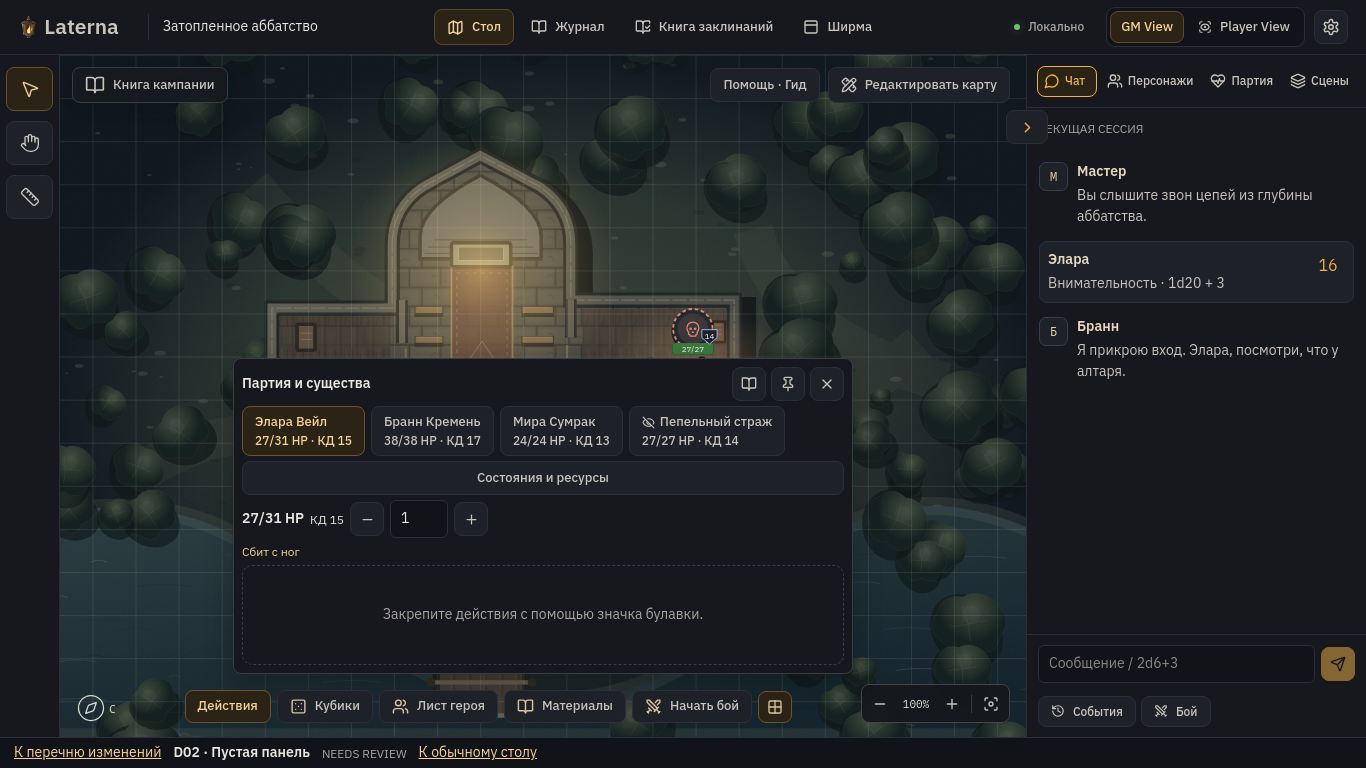 Laterna
Затопленное аббатство
Стол
Журнал
Книга заклинаний
Ширма
Локально
GM View
Player View
Книга кампании
Помощь · Гид
Редактировать карту
Чат
Персонажи
Партия
Сцены
ЕКУЩАЯ СЕССИЯ
М
Мастер
Вы слышите звон цепей из глубины
аббатства.
Элара
16
Внимательность · 1d20 + 3
Б
Бранн
Я прикрою вход. Элара, посмотри, что у
алтаря.
14
27/27
Партия и существа
Элара Вейл
27/31 HP · КД 15
Бранн Кремень
38/38 HP · КД 17
Мира Сумрак
24/24 HP · КД 13
Пепельный страж
27/27 HP · КД 14
Состояния и ресурсы
27/31 HP КД 15 − 1 +
Сбит с ног
Закрепите действия с помощью значка булавки.
С
Действия
Кубики
Лист героя
Материалы
Начать бой
− 100% +
Сообщение / 2d6+3
События
Бой
К перечню изменений D02 · Пустая панель NEEDS REVIEW К обычному столу